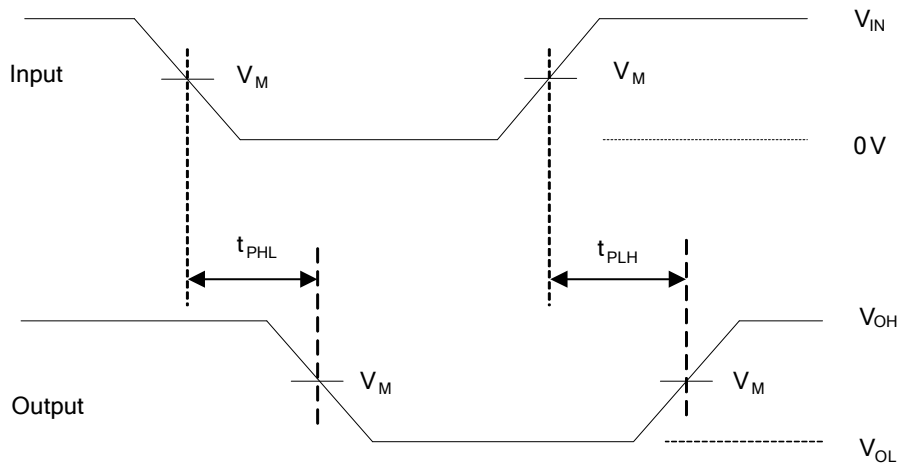 V_IN
Input
V_M
V_M
0 V
t_PHL
t_PLH
V_OH
V_M
V_M
Output
V_OL